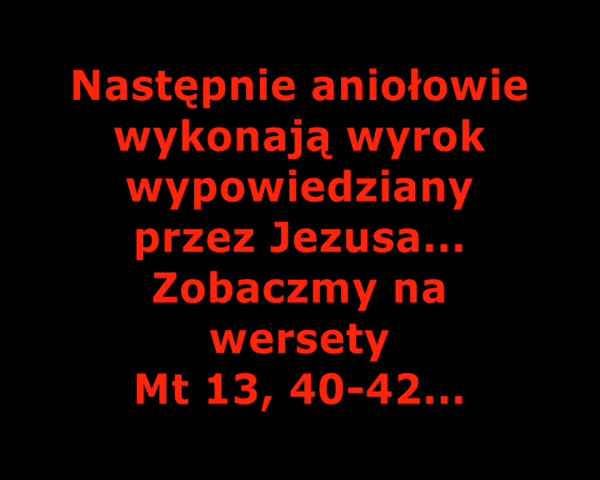 Następnie aniołowie
wykonają wyrok
wypowiedziany
przez Jezusa...
Zobaczmy na
wersety
Mt 13, 40-42...